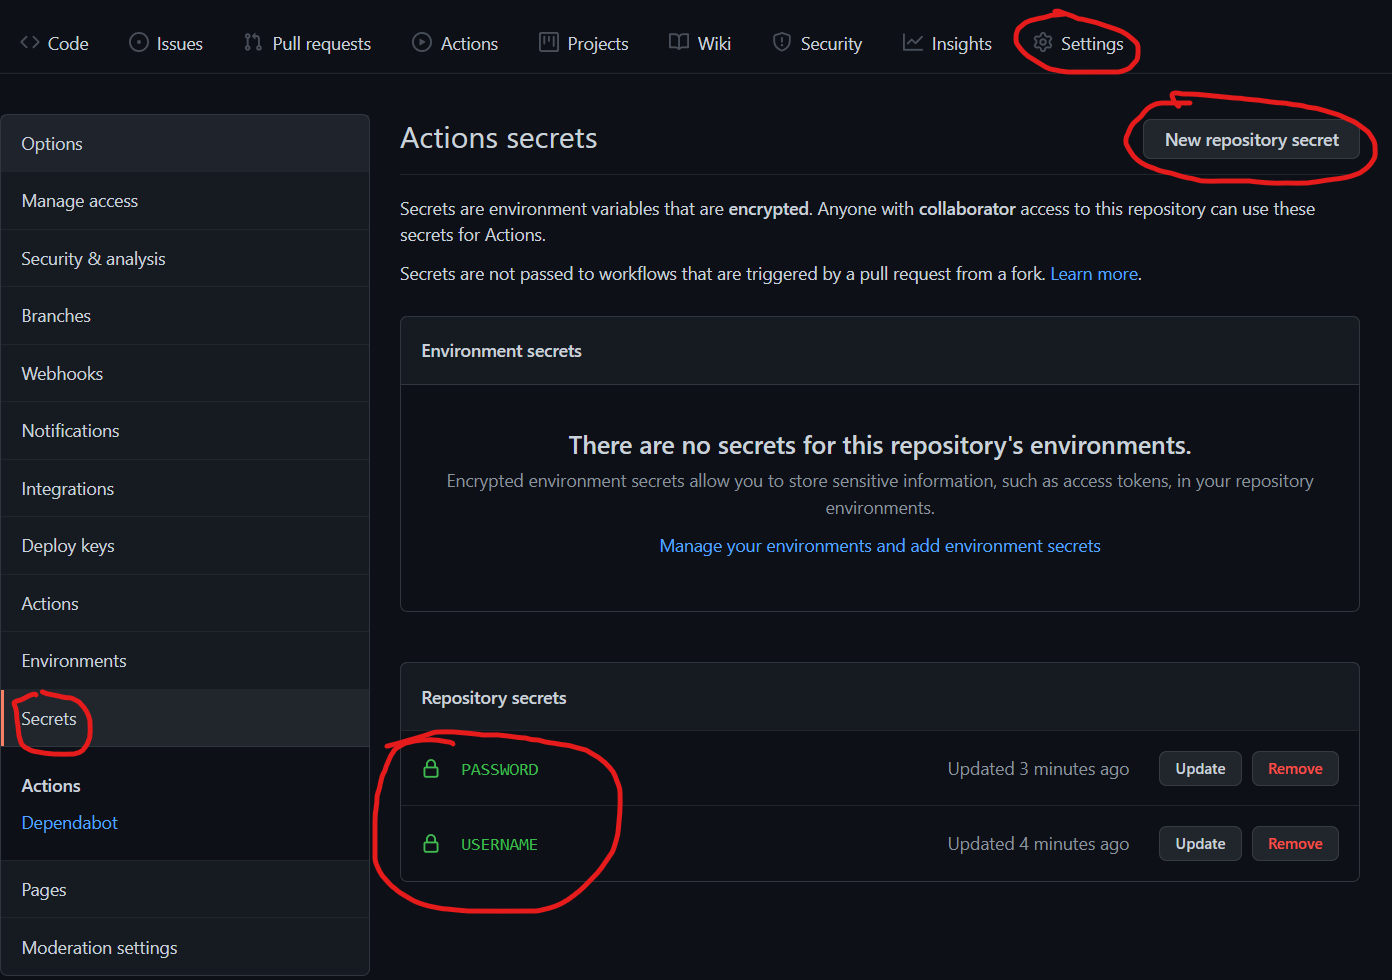 Code Issues Pull requests Actions Projects Wiki Security Insights Settings
Options
Manage access
Security & analysis
Branches
Webhooks
Notifications
Integrations
Deploy keys
Actions
Environments
Secrets
Actions
Dependabot
Pages
Moderation settings
Actions secrets
New repository secret
Secrets are environment variables that are encrypted. Anyone with collaborator access to this repository can use these
secrets for Actions.
Secrets are not passed to workflows that are triggered by a pull request from a fork. Learn more.
Environment secrets
There are no secrets for this repository's environments.
Encrypted environment secrets allow you to store sensitive information, such as access tokens, in your repository
environments.
Manage your environments and add environment secrets
Repository secrets
PASSWORD Updated 3 minutes ago Update Remove
USERNAME Updated 4 minutes ago Update Remove